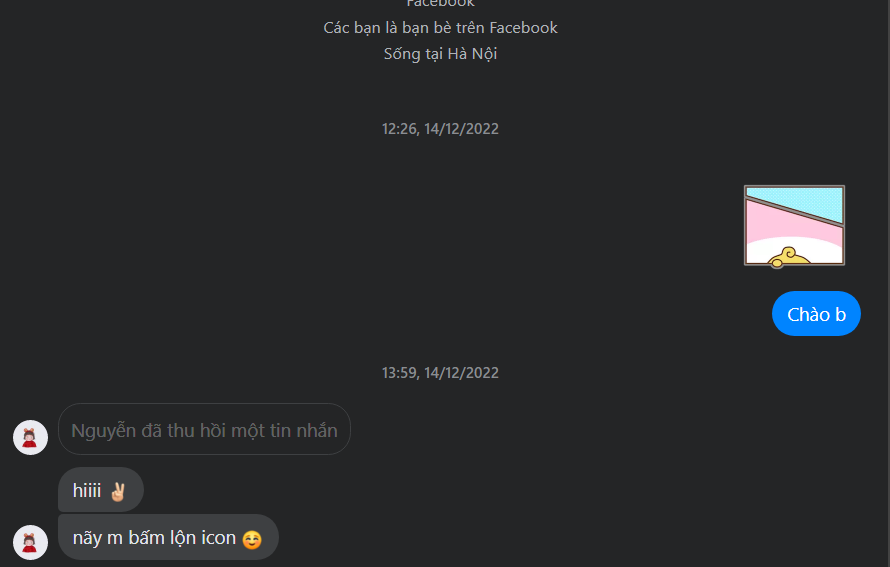 Facebook
Các bạn là bạn bè trên Facebook
Sống tại Hà Nội
12:26, 14/12/2022
Chào b
13:59, 14/12/2022
Nguyễn đã thu hồi một tin nhắn
hiiii ✌🏻
nãy m bấm lộn icon ☺️